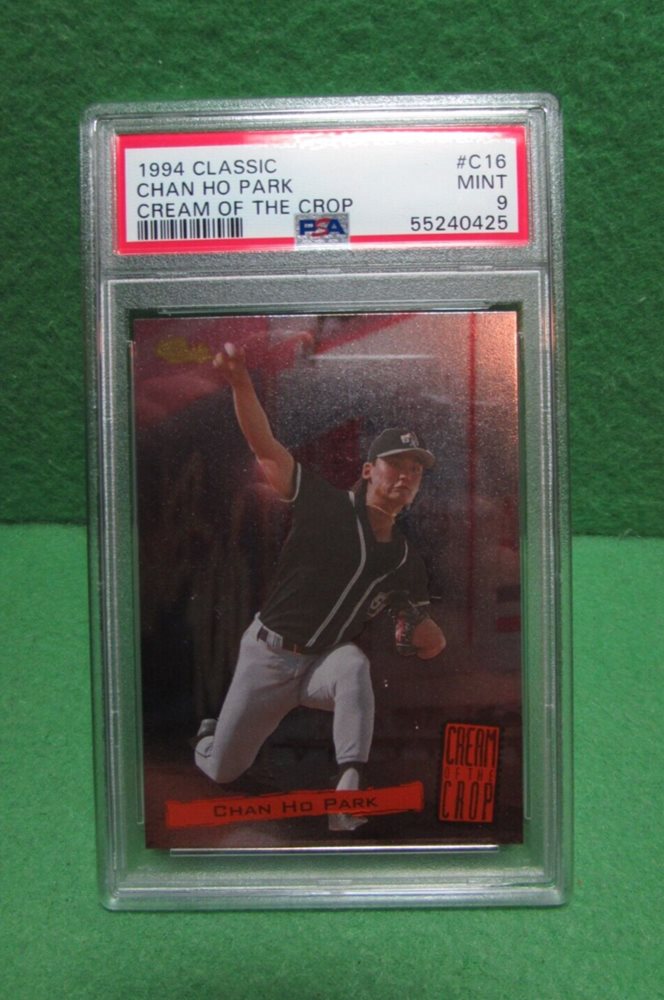 1994 CLASSIC #C16
CHAN HO PARK MINT
CREAM OF THE CROP 9
PSA 55240425
CREAM
OF THE
CROP
CHAN HO PARK